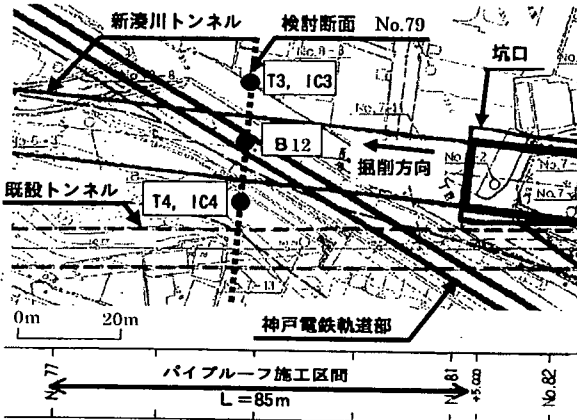 新湊川トンネル
検討断面 No.79
坑口
T3, IC3
B12
掘削方向
既設トンネル
T4, IC4
0m 20m
神戸電鉄軌道部
No.77
パイプルーフ施工区間
L=85m
No.81
+5.000
No.82